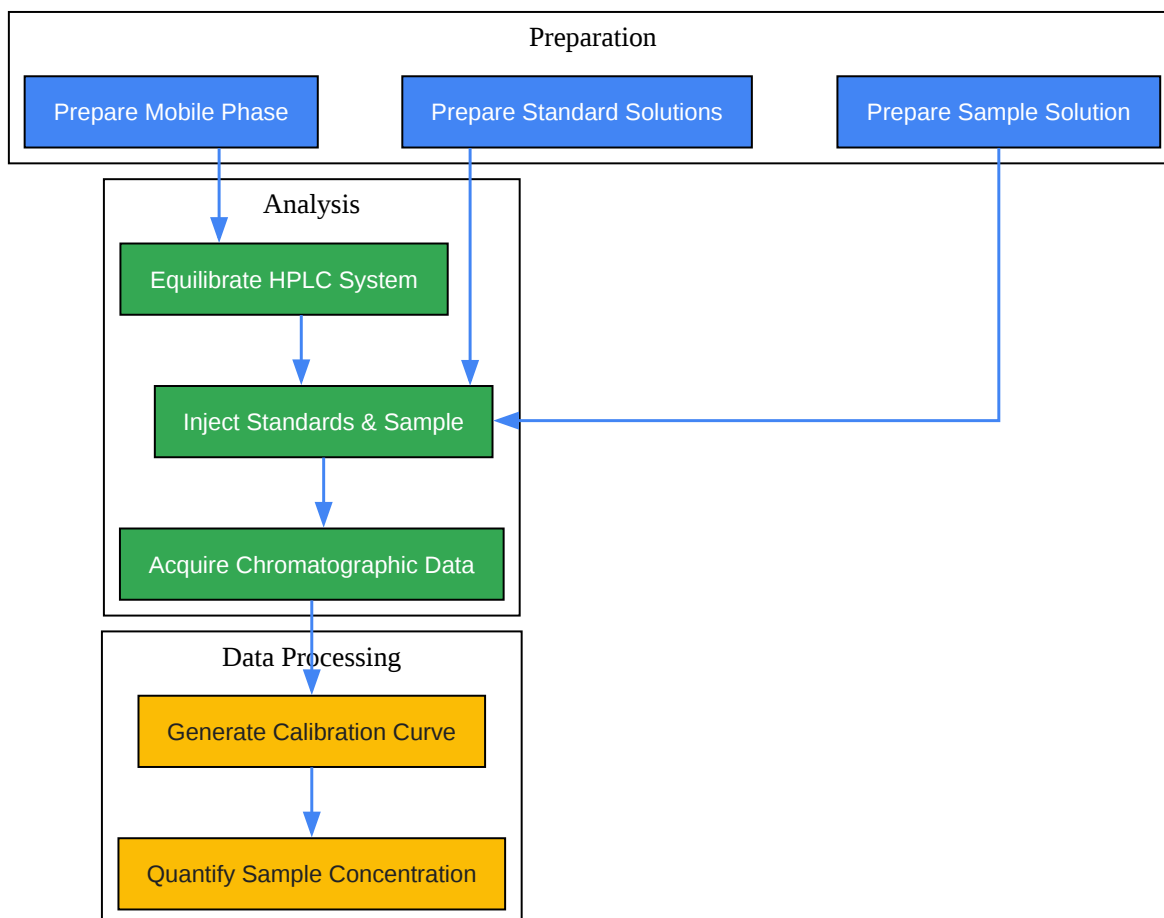 Preparation
Prepare Mobile Phase
Prepare Standard Solutions
Prepare Sample Solution
Analysis
Equilibrate HPLC System
Inject Standards & Sample
Acquire Chromatographic Data
Data Processing
Generate Calibration Curve
Quantify Sample Concentration